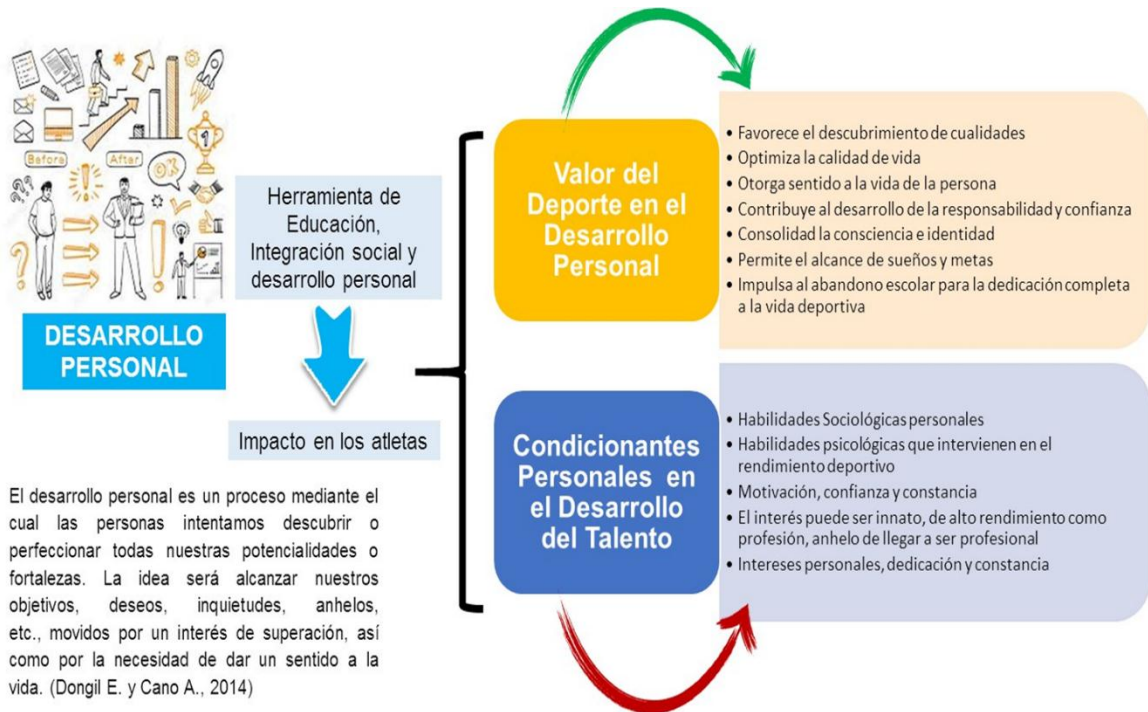 Before
After
OK
1
DESARROLLO
PERSONAL
El desarrollo personal es un proceso mediante el
cual las personas intentamos descubrir o
perfeccionar todas nuestras potencialidades o
fortalezas. La idea será alcanzar nuestros
objetivos, deseos, inquietudes, anhelos,
etc., movidos por un interés de superación, así
como por la necesidad de dar un sentido a la
vida. (Dongil E. y Cano A., 2014)
Herramienta de
Educación,
Integración social y
desarrollo personal
Impacto en los atletas
Valor del
Deporte en el
Desarrollo
Personal
• Favorece el descubrimiento de cualidades
• Optimiza la calidad de vida
• Otorga sentido a la vida de la persona
• Contribuye al desarrollo de la responsabilidad y confianza
• Consolidad la consciencia e identidad
• Permite el alcance de sueños y metas
• Impulsa al abandono escolar para la dedicación completa
a la vida deportiva
Condicionantes
Personales en
el Desarrollo
del Talento
• Habilidades Sociológicas personales
• Habilidades psicológicas que intervienen en el
rendimiento deportivo
• Motivación, confianza y constancia
• El interés puede ser innato, de alto rendimiento como
profesión, anhelo de llegar a ser profesional
• Intereses personales, dedicación y constancia